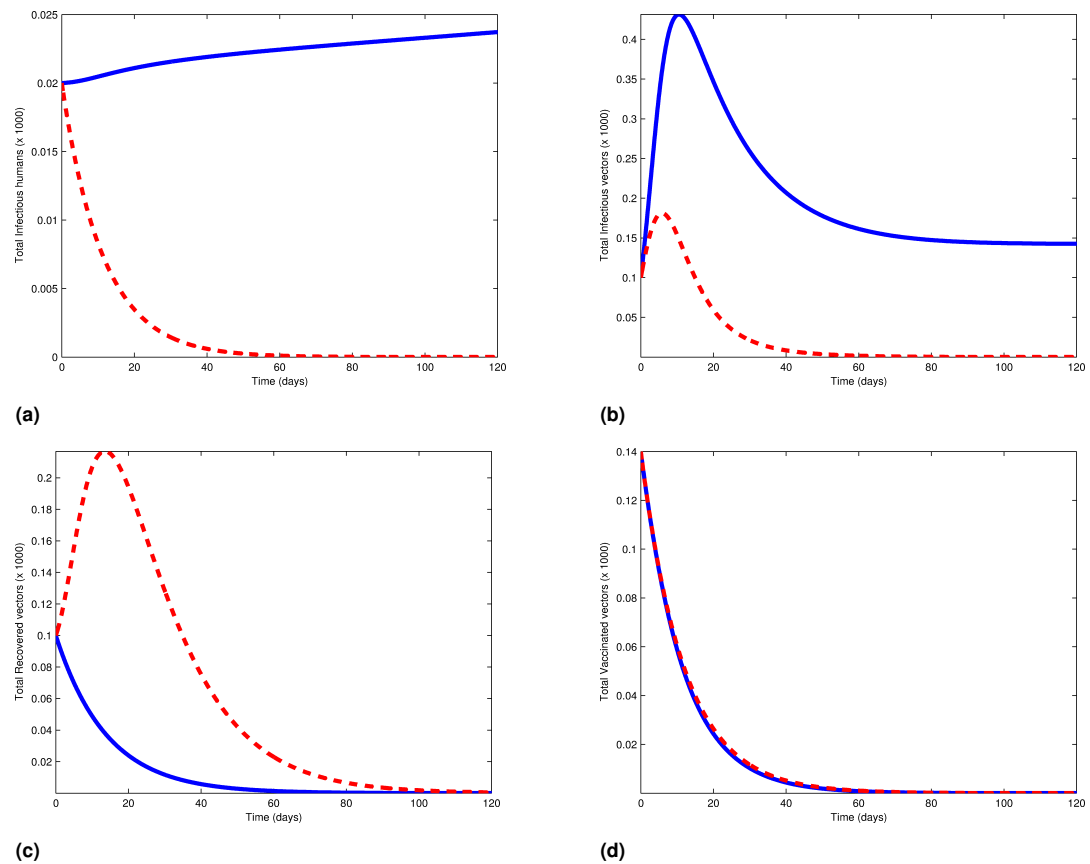 0.025
0.02
0.015
0.01
0.005
0
Total Infectious humans (x 1000)
0 20 40 60 80 100 120
Time (days)
(a)
0.4
0.35
0.3
0.25
0.2
0.15
0.1
0.05
Total Infectious vectors (x 1000)
0 20 40 60 80 100 120
Time (days)
(b)
0.2
0.18
0.16
0.14
0.12
0.1
0.08
0.06
0.04
0.02
Total Recovered vectors (x 1000)
0 20 40 60 80 100 120
Time (days)
(c)
0.14
0.12
0.1
0.08
0.06
0.04
0.02
Total Vaccinated vectors (x 1000)
0 20 40 60 80 100 120
Time (days)
(d)